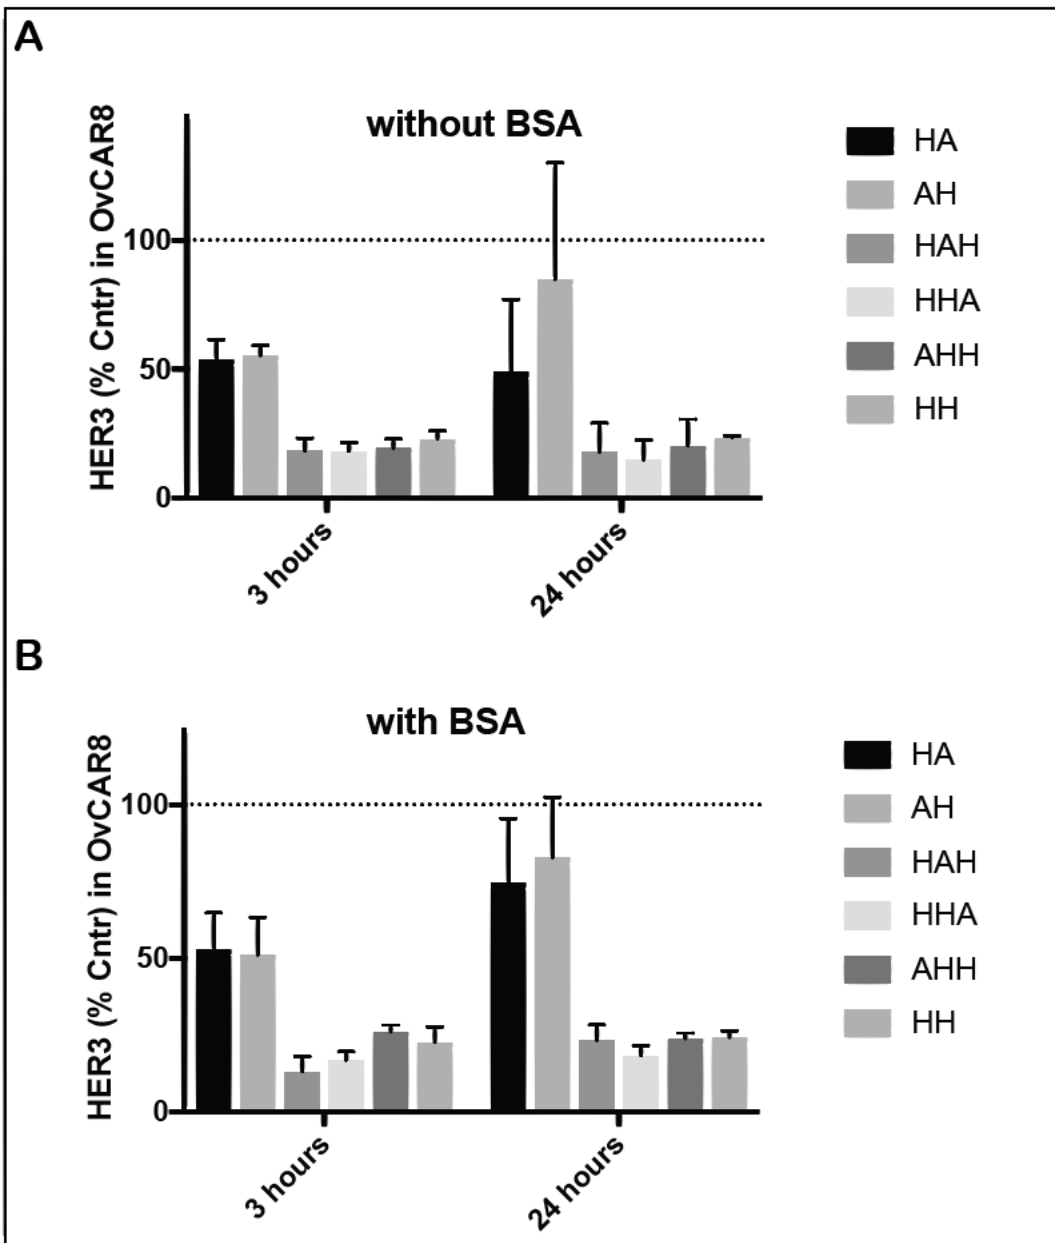 A
without BSA
HER3 (% Cntr) in OvCAR8
100
50
0
3 hours
24 hours
HA
AH
HAH
HHA
AHH
HH
B
with BSA
HER3 (% Cntr) in OvCAR8
100
50
0
3 hours
24 hours
HA
AH
HAH
HHA
AHH
HH